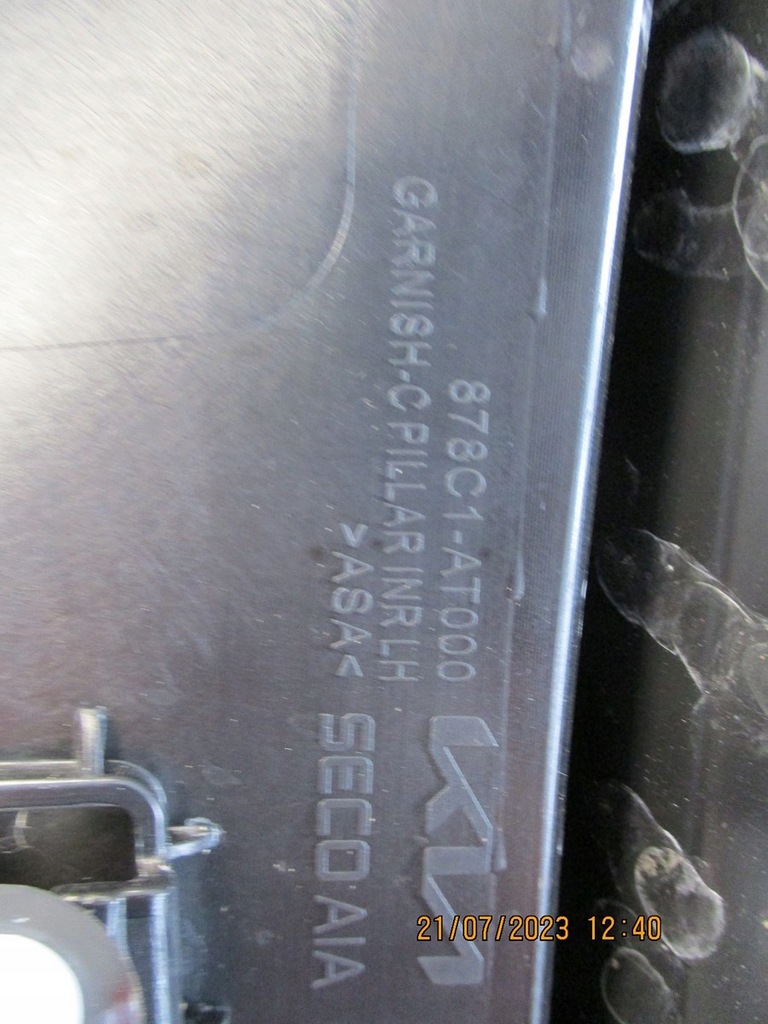 878C1-AT000
GARNISH-C PILLAR INR LH
>ASA<
KIA
SECO AIA
21/07/2023 12:40